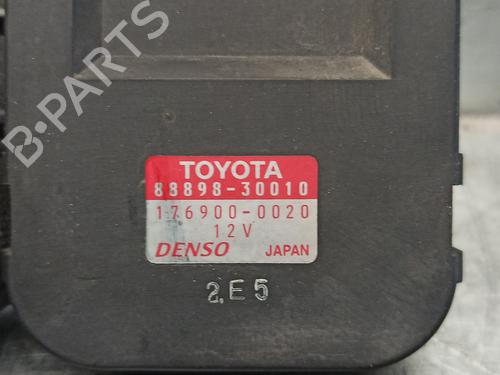 B-PARTS
TOYOTA
88898-30010
176900-0020
12V
DENSO JAPAN
2.E5